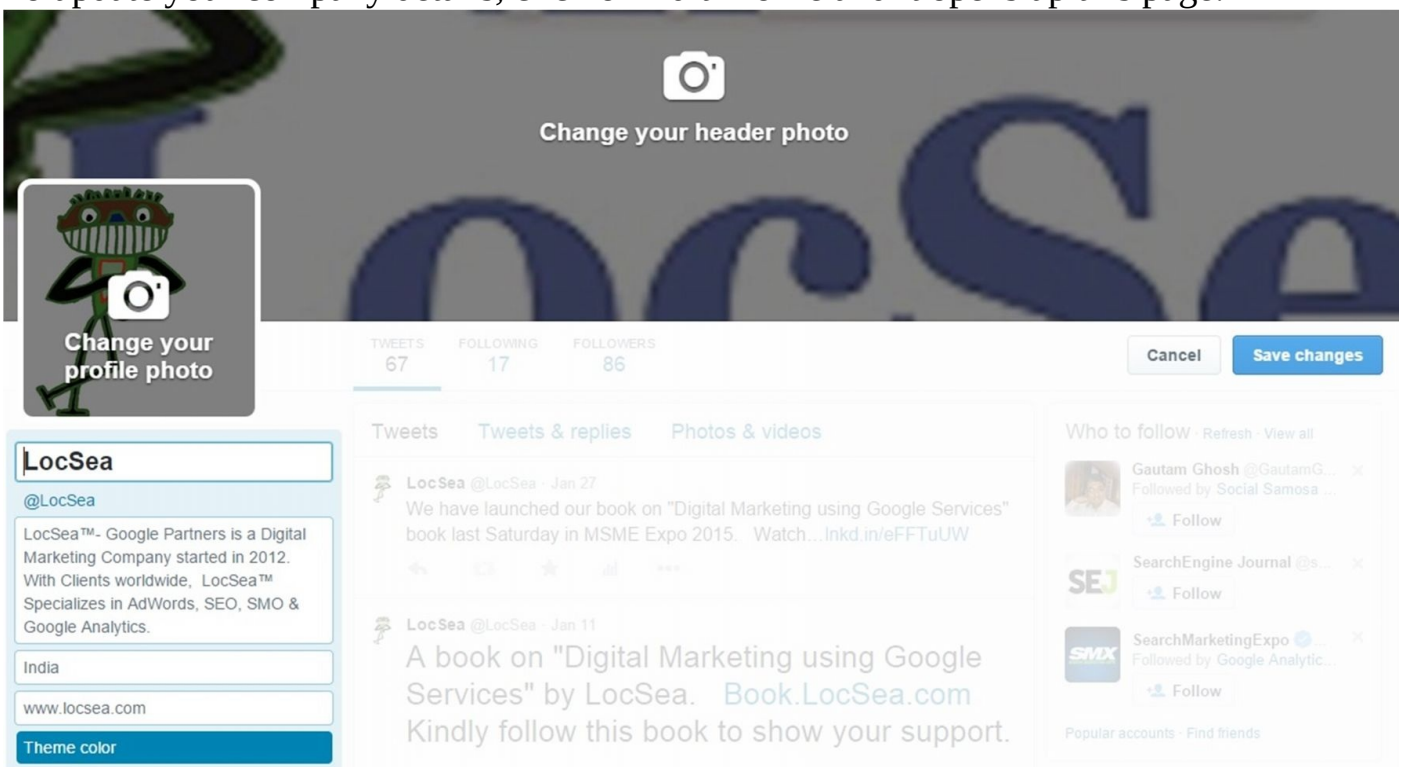 Change your header photo
LocSe
Change your
profile photo
TWEETS FOLLOWING FOLLOWERS
67 17 86
Cancel Save changes
LocSea
@LocSea
LocSea™- Google Partners is a Digital
Marketing Company started in 2012.
With Clients worldwide, LocSea™
Specializes in AdWords, SEO, SMO &
Google Analytics.
India
www.locsea.com
Theme color
Tweets Tweets & replies Photos & videos
LocSea @LocSea · Jan 27
We have launched our book on "Digital Marketing using Google Services"
book last Saturday in MSME Expo 2015. Watch...lnkd.in/eFFTuUW
LocSea @LocSea · Jan 11
A book on "Digital Marketing using Google
Services" by LocSea. Book.LocSea.com
Kindly follow this book to show your support.
Who to follow · Refresh · View all
Gautam Ghosh @GautamG...
Followed by Social Samosa ...
Follow
SEJ
SearchEngine Journal @s...
Follow
SMX
SearchMarketingExpo
Followed by Google Analytic...
Follow
Popular accounts · Find friends